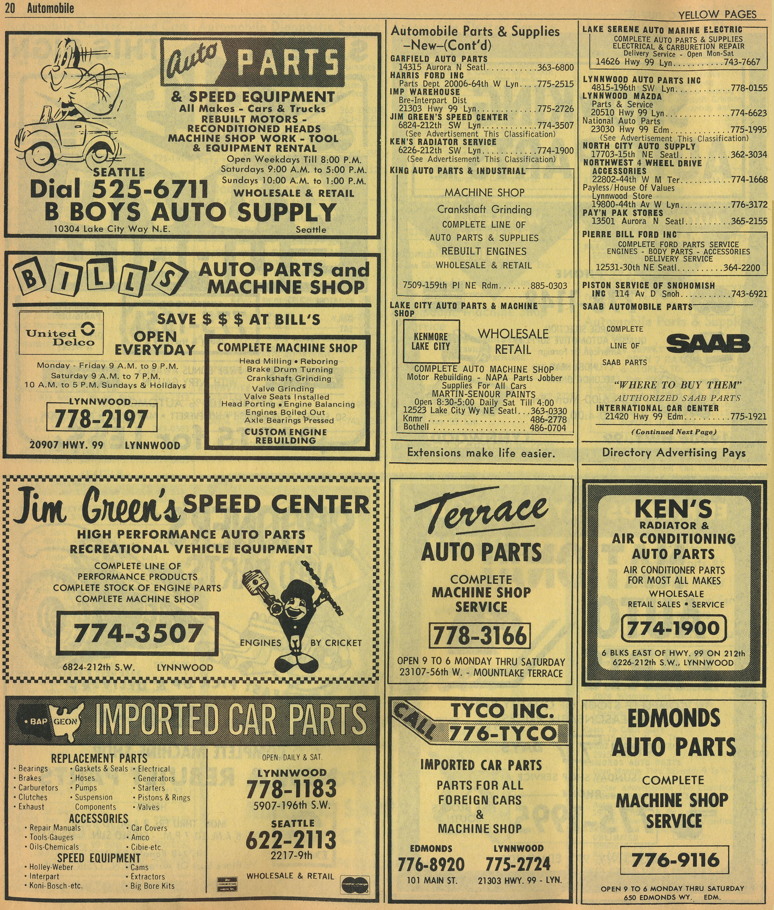 20 Automobile
YELLOW PAGES
Auto PARTS
& SPEED EQUIPMENT
All Makes - Cars & Trucks
REBUILT MOTORS -
RECONDITIONED HEADS
MACHINE SHOP WORK - TOOL
& EQUIPMENT RENTAL
Open Weekdays Till 8:00 P.M.
Saturdays 9:00 A.M. to 5:00 P.M.
Sundays 10:00 A.M. to 1:00 P.M.
SEATTLE
Dial 525-6711 WHOLESALE & RETAIL
B BOYS AUTO SUPPLY
10304 Lake City Way N.E. Seattle
BILL'S AUTO PARTS and
MACHINE SHOP
United
Delco
SAVE $ $ $ AT BILL'S
OPEN
EVERYDAY
Monday - Friday 9 A.M. to 9 P.M.
Saturday 9 A.M. to 7 P.M.
10 A.M. to 5 P.M. Sundays & Holidays
LYNNWOOD
778-2197
20907 HWY. 99 LYNNWOOD
COMPLETE MACHINE SHOP
Head Milling • Reboring
Brake Drum Turning
Crankshaft Grinding
Valve Grinding
Valve Seats Installed
Head Porting • Engine Balancing
Engines Boiled Out
Axle Bearings Pressed
CUSTOM ENGINE
REBUILDING
Jim Green's SPEED CENTER
HIGH PERFORMANCE AUTO PARTS
RECREATIONAL VEHICLE EQUIPMENT
COMPLETE LINE OF
PERFORMANCE PRODUCTS
COMPLETE STOCK OF ENGINE PARTS
COMPLETE MACHINE SHOP
774-3507
6824-212th S.W. LYNNWOOD
ENGINES BY CRICKET
• BAP GEON •
IMPORTED CAR PARTS
REPLACEMENT PARTS
• Bearings • Gaskets & Seals • Electrical
• Brakes • Hoses • Generators
• Carburetors • Pumps • Starters
• Clutches • Suspension • Pistons & Rings
• Exhaust Components • Valves
ACCESSORIES
• Repair Manuals • Car Covers
• Tools-Gauges • Amco
• Oils-Chemicals • Cibie-etc.
SPEED EQUIPMENT
• Holley-Weber • Cams
• Interpart • Extractors
• Koni-Bosch-etc. • Big Bore Kits
OPEN: DAILY & SAT.
LYNNWOOD
778-1183
5907-196th S.W.
SEATTLE
622-2113
2217-9th
WHOLESALE & RETAIL
Automobile Parts & Supplies
—New—(Cont'd)
GARFIELD AUTO PARTS
14315 Aurora N Seatl....363-6800
HARRIS FORD INC
Parts Dept 20006-64th W Lyn....775-2515
IMP WAREHOUSE
Bre-Interpart Dist
21303 Hwy 99 Lyn....775-2726
JIM GREEN'S SPEED CENTER
6824-212th SW Lyn....774-3507
(See Advertisement This Classification)
KEN'S RADIATOR SERVICE
6226-212th SW Lyn....774-1900
(See Advertisement This Classification)
KING AUTO PARTS & INDUSTRIAL
MACHINE SHOP
Crankshaft Grinding
COMPLETE LINE OF
AUTO PARTS & SUPPLIES
REBUILT ENGINES
WHOLESALE & RETAIL
7509-159th Pl NE Rdm....885-0303
LAKE CITY AUTO PARTS & MACHINE
SHOP
KENMORE
LAKE CITY
WHOLESALE
RETAIL
COMPLETE AUTO MACHINE SHOP
Motor Rebuilding - NAPA Parts Jobber
Supplies For All Cars
MARTIN-SENOUR PAINTS
Open 8:30-5:00 Daily Sat Till 4:00
12523 Lake City Wy NE Seatl...363-0330
Knmr....486-2778
Bothell....486-0704
Extensions make life easier.
Terrace
AUTO PARTS
COMPLETE
MACHINE SHOP
SERVICE
778-3166
OPEN 9 TO 6 MONDAY THRU SATURDAY
23107-56th W. - MOUNTLAKE TERRACE
CALL
TYCO INC.
776-TYCO
IMPORTED CAR PARTS
PARTS FOR ALL
FOREIGN CARS
&
MACHINE SHOP
EDMONDS LYNNWOOD
776-8920 775-2724
101 MAIN ST. 21303 HWY. 99 - LYN.
LAKE SERENE AUTO MARINE ELECTRIC
COMPLETE AUTO PARTS & SUPPLIES
ELECTRICAL & CARBURETION REPAIR
Delivery Service - Open Mon-Sat
14626 Hwy 99 Lyn....743-7667
LYNNWOOD AUTO PARTS INC
4815-196th SW Lyn....778-0155
LYNNWOOD MAZDA
Parts & Service
20510 Hwy 99 Lyn....774-6623
National Auto Parts
23030 Hwy 99 Edm....775-1995
(See Advertisement This Classification)
NORTH CITY AUTO SUPPLY
17703-15th NE Seatl....362-3034
NORTHWEST 4 WHEEL DRIVE
ACCESSORIES
22802-44th W M Ter....774-1668
Payless/House Of Values
Lynnwood Store
19800-44th Av W Lyn....776-3172
PAY'N PAK STORES
13501 Aurora N Seatl....365-2155
PIERRE BILL FORD INC
COMPLETE FORD PARTS SERVICE
ENGINES - BODY PARTS - ACCESSORIES
DELIVERY SERVICE
12531-30th NE Seatl....364-2200
PISTON SERVICE OF SNOHOMISH
INC 114 Av D Snoh....743-6921
SAAB AUTOMOBILE PARTS
COMPLETE
LINE OF
SAAB PARTS
SAAB
"WHERE TO BUY THEM"
AUTHORIZED SAAB PARTS
INTERNATIONAL CAR CENTER
21420 Hwy 99 Edm....775-1921
(Continued Next Page)
Directory Advertising Pays
KEN'S
RADIATOR &
AIR CONDITIONING
AUTO PARTS
AIR CONDITIONER PARTS
FOR MOST ALL MAKES
WHOLESALE
RETAIL SALES • SERVICE
774-1900
6 BLKS EAST OF HWY. 99 ON 212th
6226-212th S.W., LYNNWOOD
EDMONDS
AUTO PARTS
COMPLETE
MACHINE SHOP
SERVICE
776-9116
OPEN 9 TO 6 MONDAY THRU SATURDAY
650 EDMONDS WY. EDM.